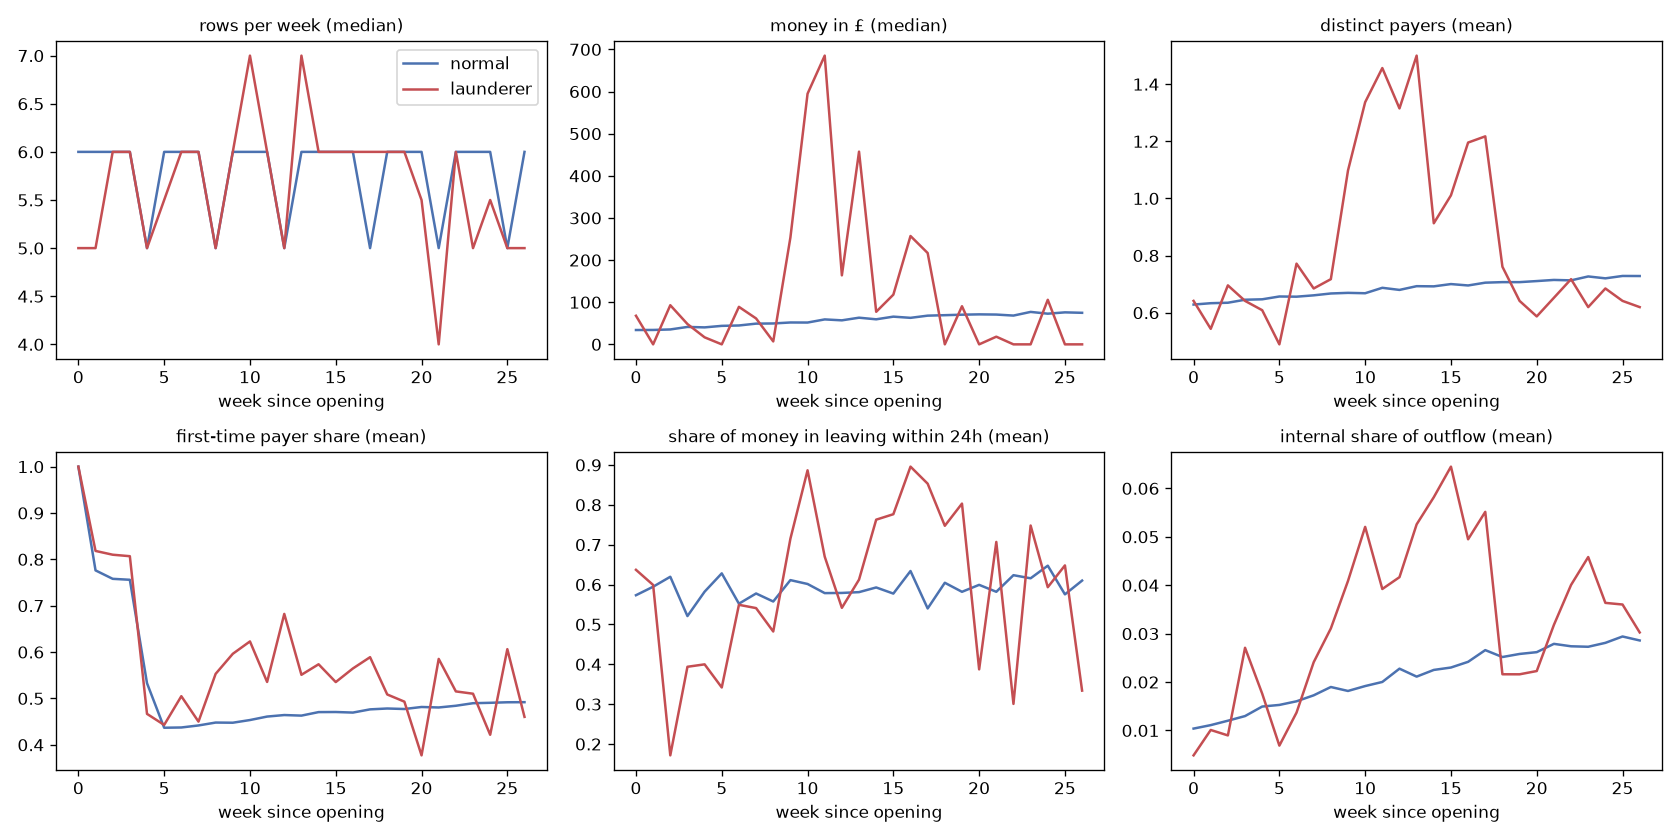 rows per week (median)
7.0
6.5
6.0
5.5
5.0
4.5
4.0
normal
launderer
0 5 10 15 20 25
week since opening
money in £ (median)
700
600
500
400
300
200
100
0
0 5 10 15 20 25
week since opening
distinct payers (mean)
1.4
1.2
1.0
0.8
0.6
0 5 10 15 20 25
week since opening
first-time payer share (mean)
1.0
0.9
0.8
0.7
0.6
0.5
0.4
0 5 10 15 20 25
week since opening
share of money in leaving within 24h (mean)
0.9
0.8
0.7
0.6
0.5
0.4
0.3
0.2
0 5 10 15 20 25
week since opening
internal share of outflow (mean)
0.06
0.05
0.04
0.03
0.02
0.01
0 5 10 15 20 25
week since opening